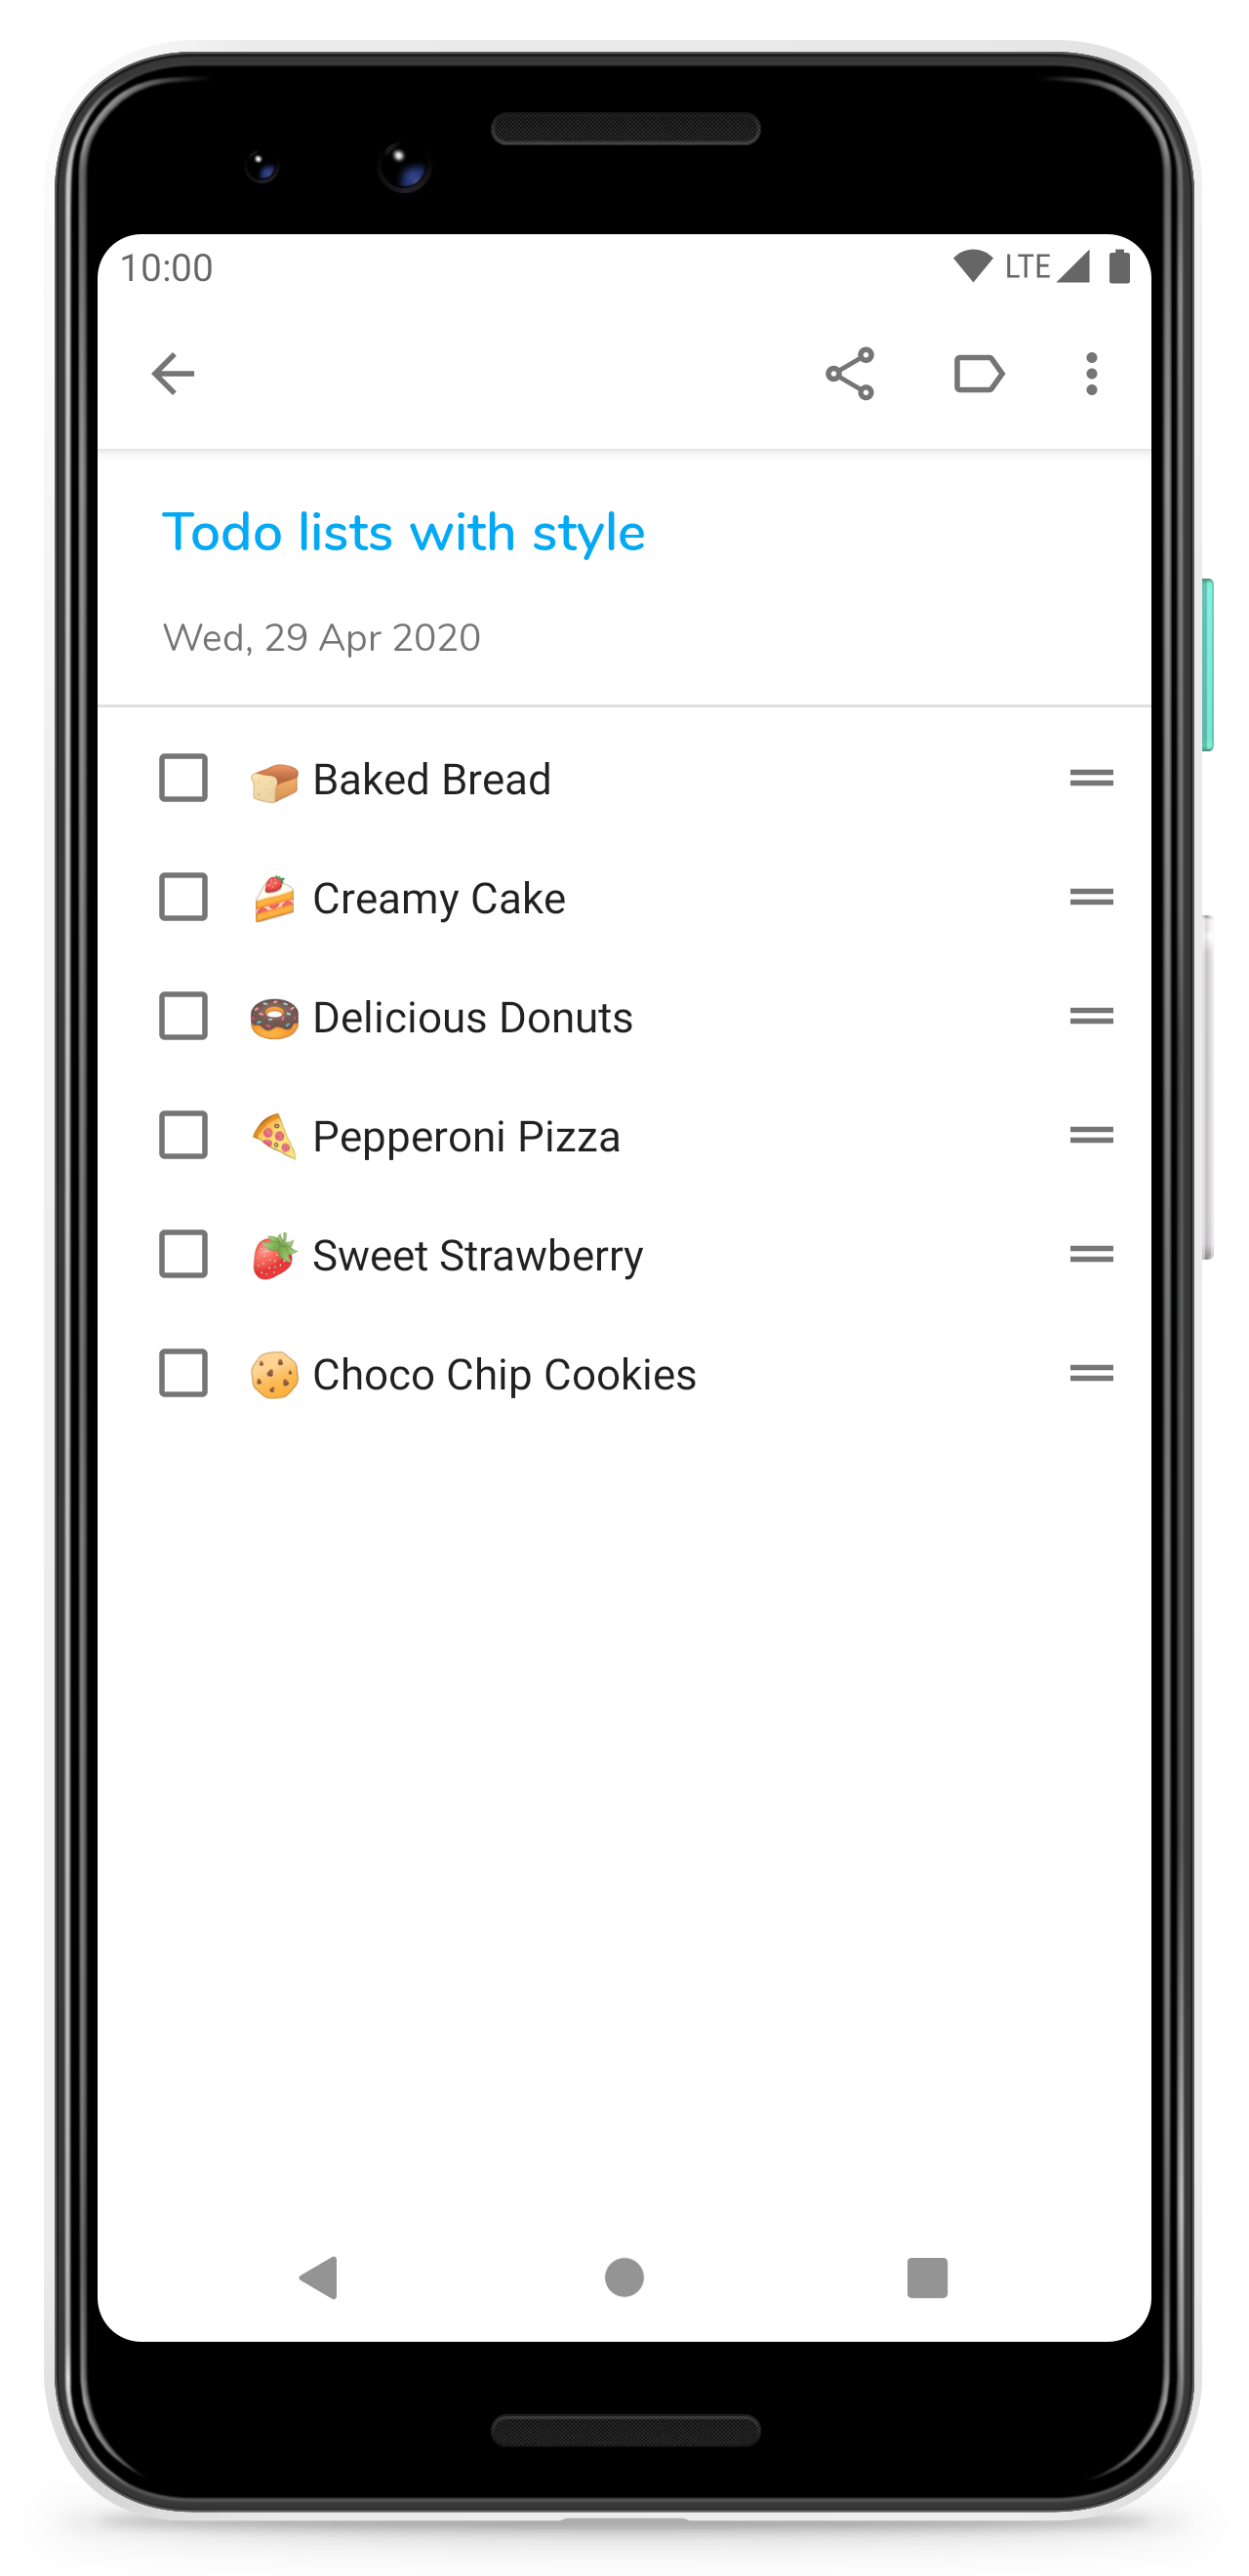 10:00 LTE
Todo lists with style
Wed, 29 Apr 2020
🍞 Baked Bread
🍰 Creamy Cake
🍩 Delicious Donuts
🍕 Pepperoni Pizza
🍓 Sweet Strawberry
🍪 Choco Chip Cookies